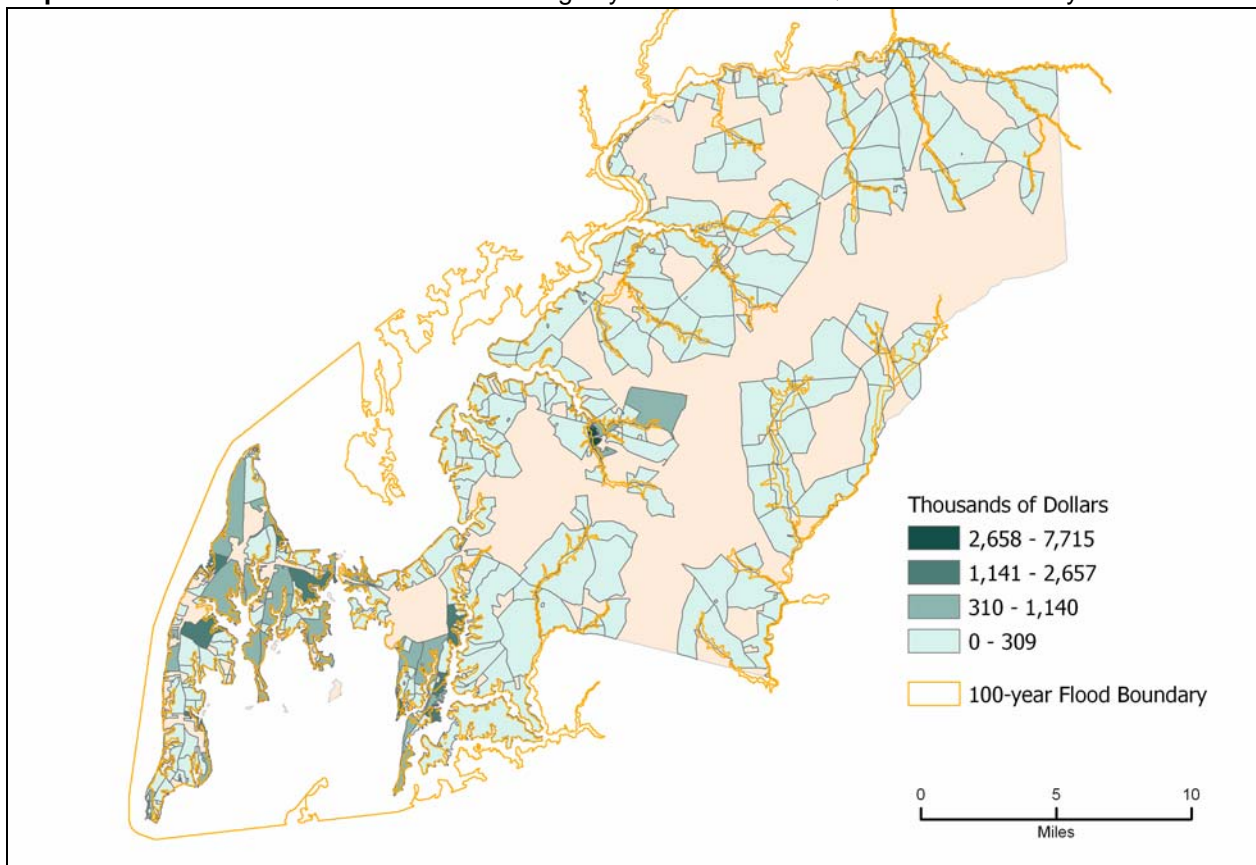 Thousands of Dollars
2,658 - 7,715
1,141 - 2,657
310 - 1,140
0 - 309
100-year Flood Boundary
0 5 10
Miles